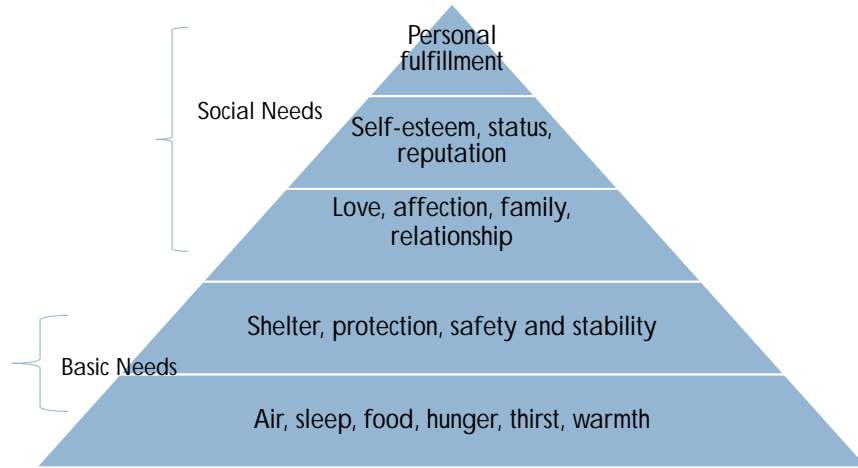 Personal
fulfillment
Social Needs
Self-esteem, status,
reputation
Love, affection, family,
relationship
Shelter, protection, safety and stability
Basic Needs
Air, sleep, food, hunger, thirst, warmth